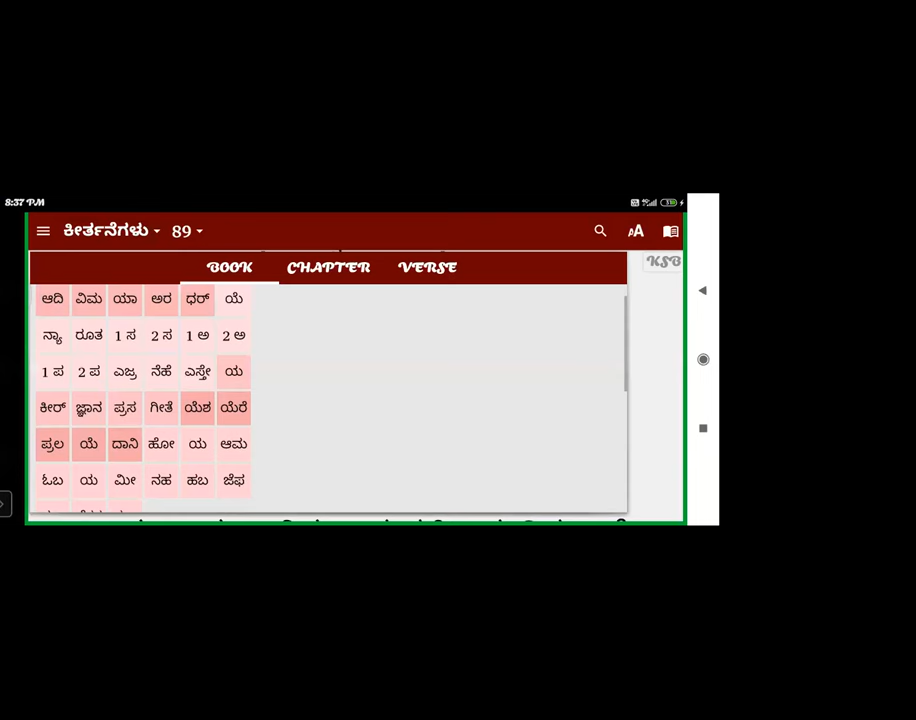 8:37 PM
ಕೀರ್ತನೆಗಳು 89 AA
KSB
BOOK CHAPTER VERSE
ಆದಿ ವಿಮ ಯಾ ಅರ ಧರ್ ಯೆ
ನ್ಯಾ ರೂತ 1 ಸ 2 ಸ 1 ಅ 2 ಅ
1 ಪ 2 ಪ ಎಜ್ರ ನೆಹೆ ಎಸ್ತೇ ಯ
ಕೀರ್ ಜ್ಞಾನ ಪ್ರಸ ಗೀತೆ ಯೆಶ ಯೆರೆ
ಪ್ರಲ ಯೆ ದಾನಿ ಹೋ ಯ ಆಮ
ಓಬ ಯ ಮೀ ನಹ ಹಬ ಜೆಫ